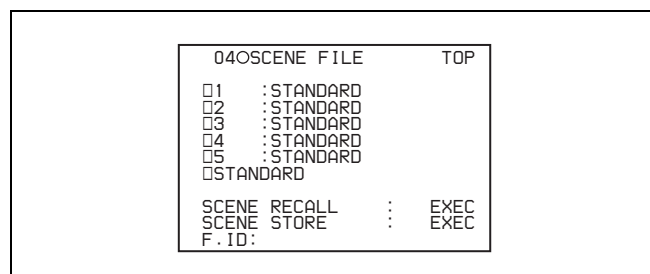 04○SCENE FILE TOP
□1 :STANDARD
□2 :STANDARD
□3 :STANDARD
□4 :STANDARD
□5 :STANDARD
□STANDARD
SCENE RECALL : EXEC
SCENE STORE : EXEC
F.ID: